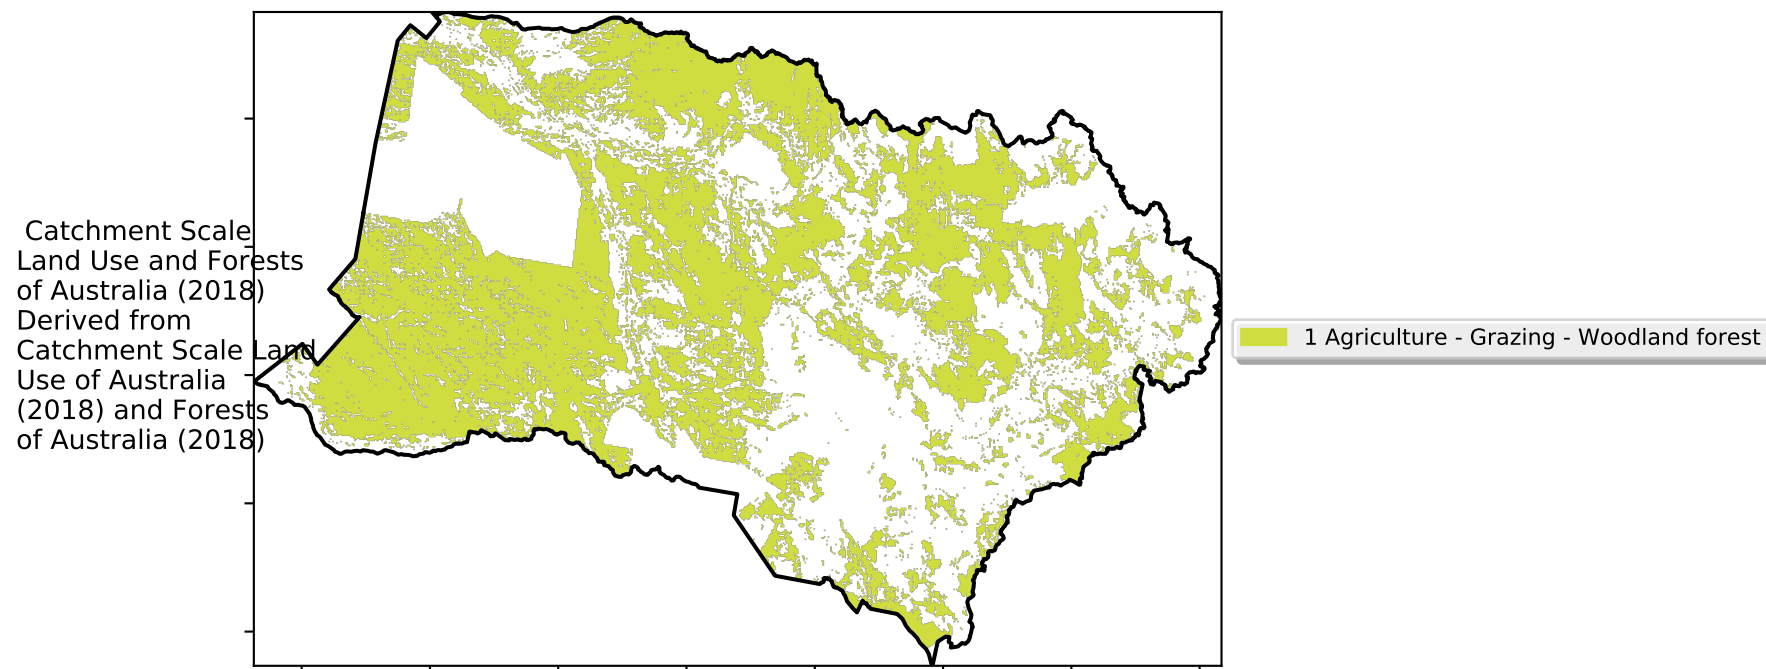 Catchment Scale
Land Use and Forests
of Australia (2018)
Derived from
Catchment Scale Land
Use of Australia
(2018) and Forests
of Australia (2018)
1 Agriculture - Grazing - Woodland forest